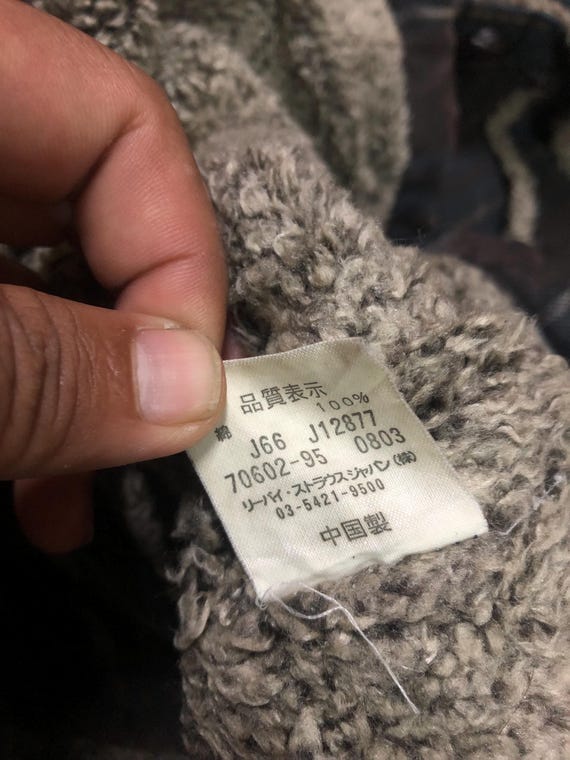 品質表示
綿 100%
J66 J12877
70602-95 0803
リーバイ・ストラウスジャパン(株)
03-5421-9500
中国製